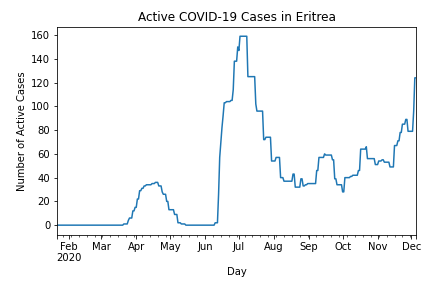 Active COVID-19 Cases in Eritrea
160
140
120
100
80
60
40
20
0
Number of Active Cases
Feb Mar Apr May Jun Jul Aug Sep Oct Nov Dec
2020
Day